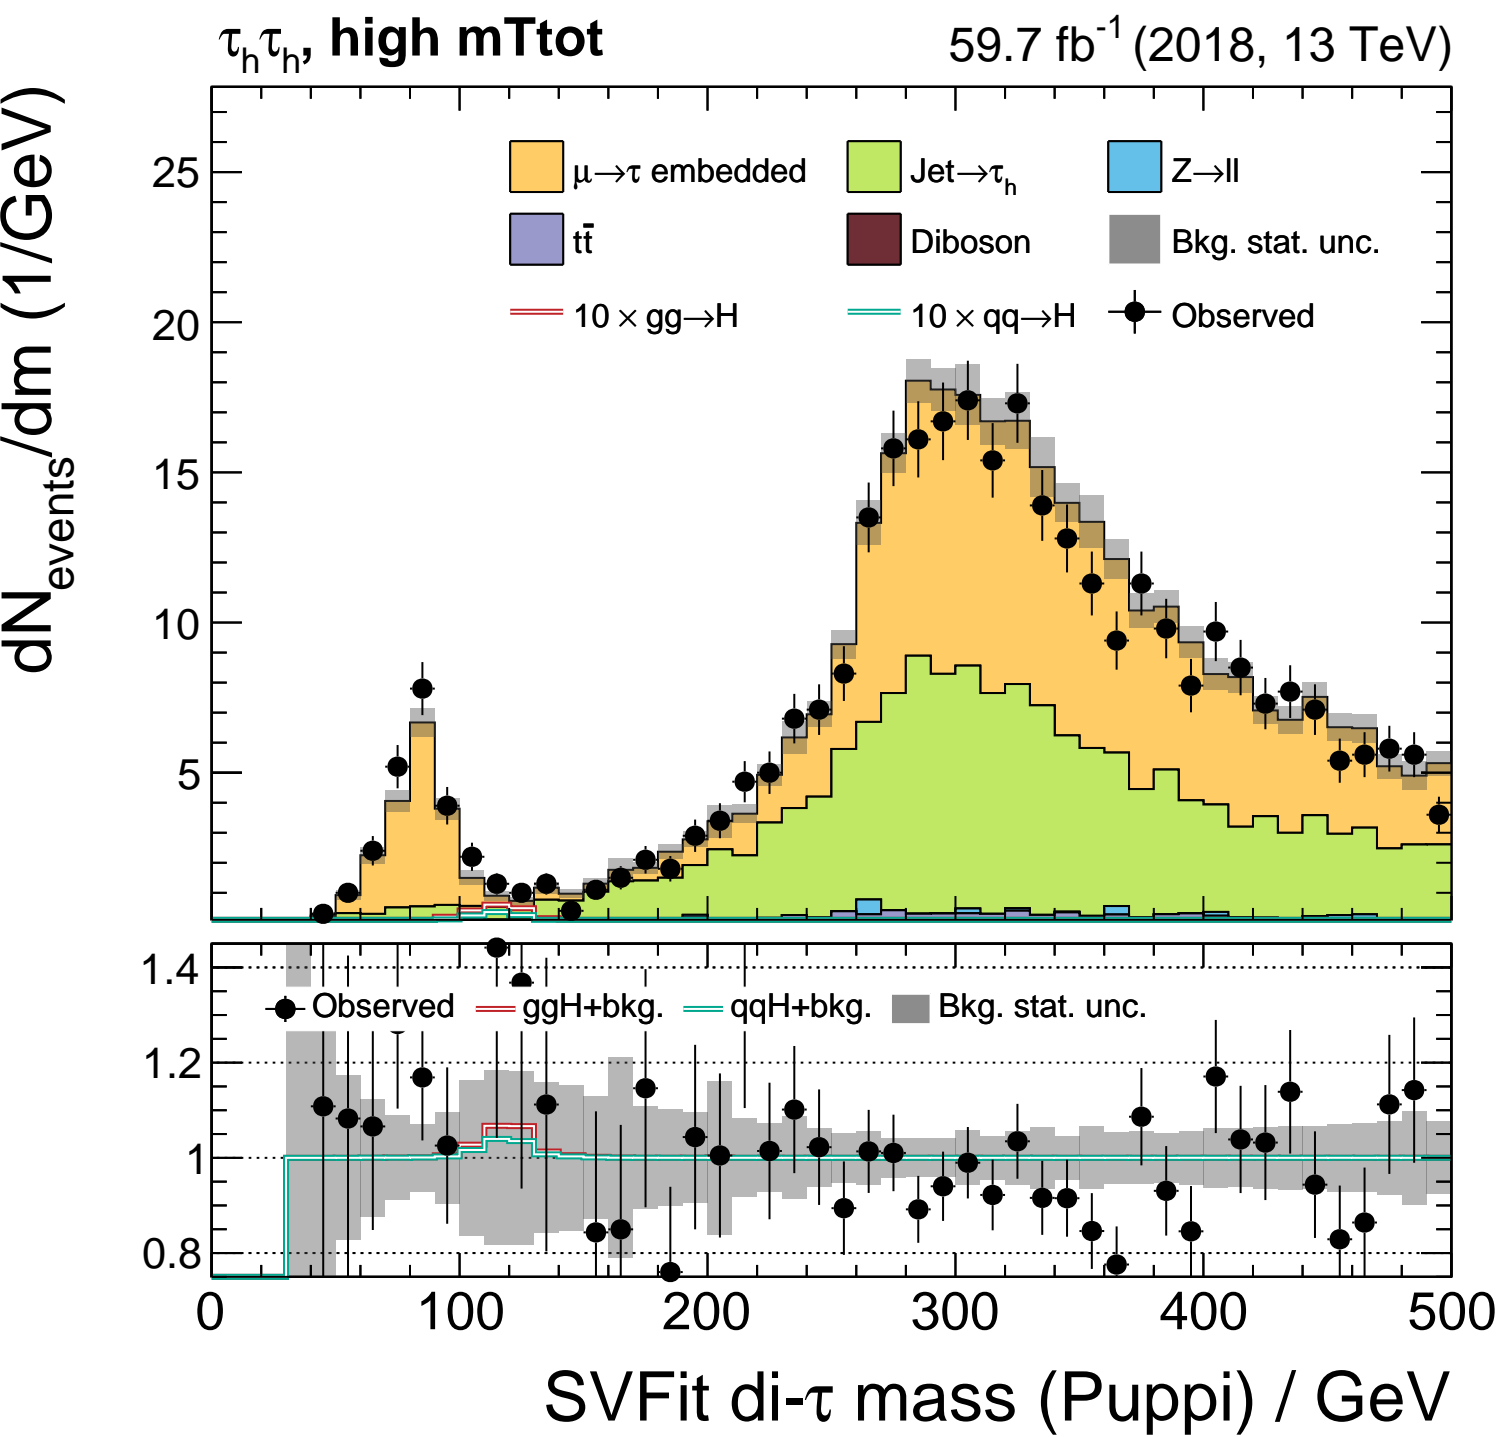 τhτh, high mTtot 59.7 fb⁻¹ (2018, 13 TeV)
dNevents/dm (1/GeV)
25
20
15
10
5
μ→τ embedded Jet→τh Z→ll
tt̄ Diboson Bkg. stat. unc.
10 × gg→H 10 × qq→H Observed
1.4
1.2
1
0.8
Observed ggH+bkg. qqH+bkg. Bkg. stat. unc.
0 100 200 300 400 500
SVFit di-τ mass (Puppi) / GeV